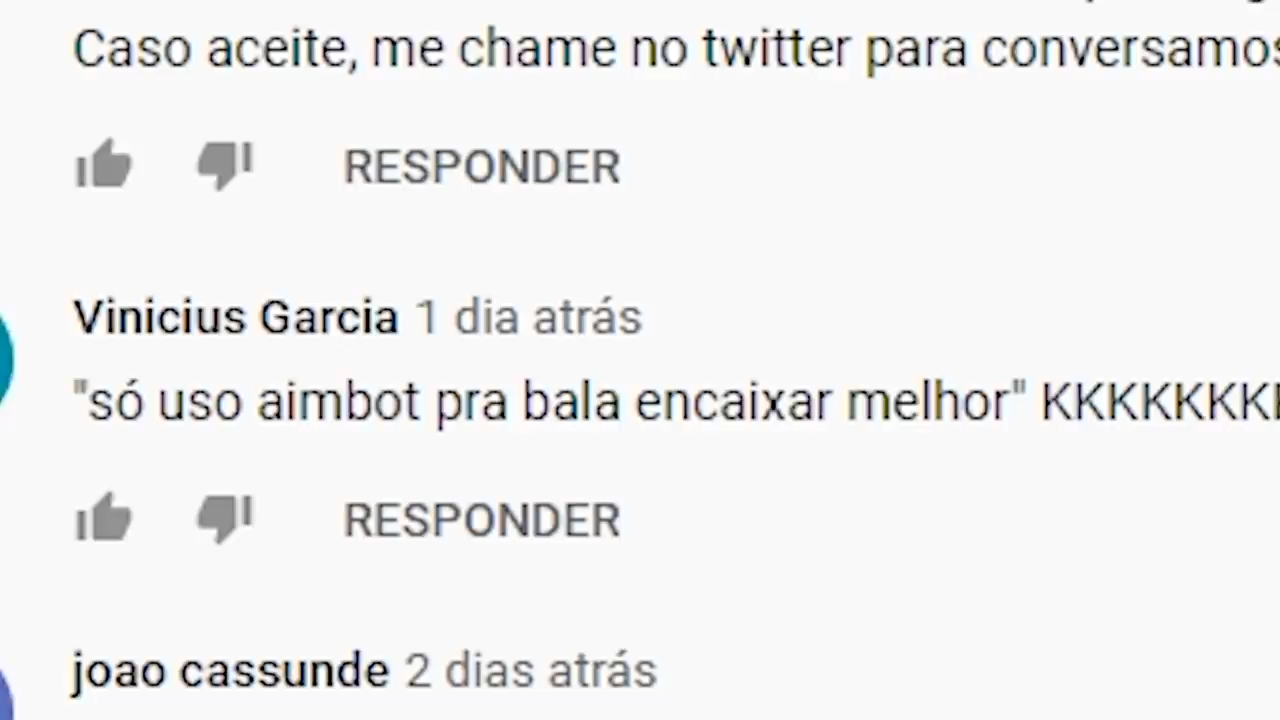 Caso aceite, me chame no twitter para conversamos
RESPONDER
Vinicius Garcia 1 dia atrás
"só uso aimbot pra bala encaixar melhor" KKKKKKK
RESPONDER
joao cassunde 2 dias atrás